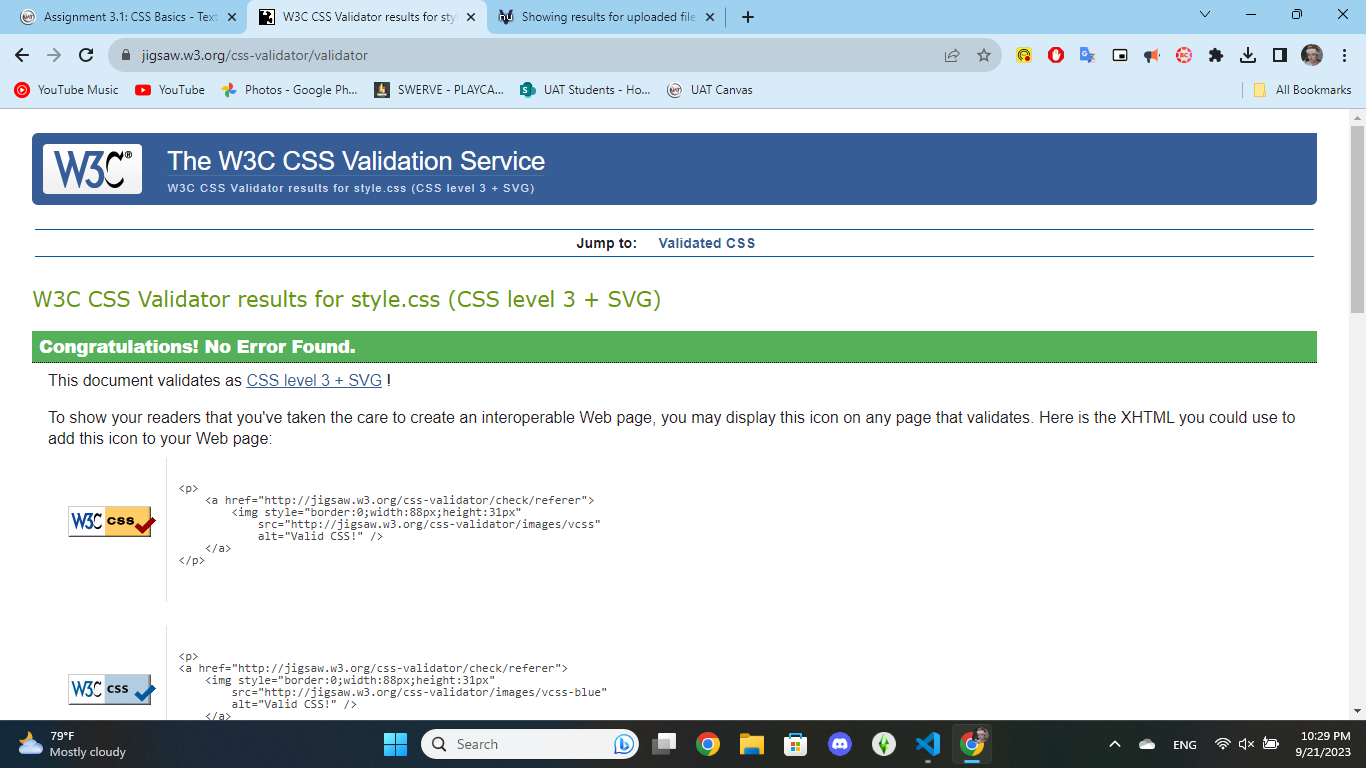 Assignment 3.1: CSS Basics - Text
W3C CSS Validator results for sty
Showing results for uploaded file
jigsaw.w3.org/css-validator/validator
YouTube Music
YouTube
Photos - Google Ph...
SWERVE - PLAYCA...
UAT Students - Ho...
UAT Canvas
All Bookmarks
W3C®
The W3C CSS Validation Service
W3C CSS Validator results for style.css (CSS level 3 + SVG)
Jump to: Validated CSS
W3C CSS Validator results for style.css (CSS level 3 + SVG)
Congratulations! No Error Found.
This document validates as CSS level 3 + SVG !
To show your readers that you've taken the care to create an interoperable Web page, you may display this icon on any page that validates. Here is the XHTML you could use to
add this icon to your Web page:
W3C CSS
<p>
<a href="http://jigsaw.w3.org/css-validator/check/referer">
<img style="border:0;width:88px;height:31px"
src="http://jigsaw.w3.org/css-validator/images/vcss"
alt="Valid CSS!" />
</a>
</p>
W3C CSS
<p>
<a href="http://jigsaw.w3.org/css-validator/check/referer">
<img style="border:0;width:88px;height:31px"
src="http://jigsaw.w3.org/css-validator/images/vcss-blue"
alt="Valid CSS!" />
</a>
79°F
Mostly cloudy
Search
ENG
10:29 PM
9/21/2023